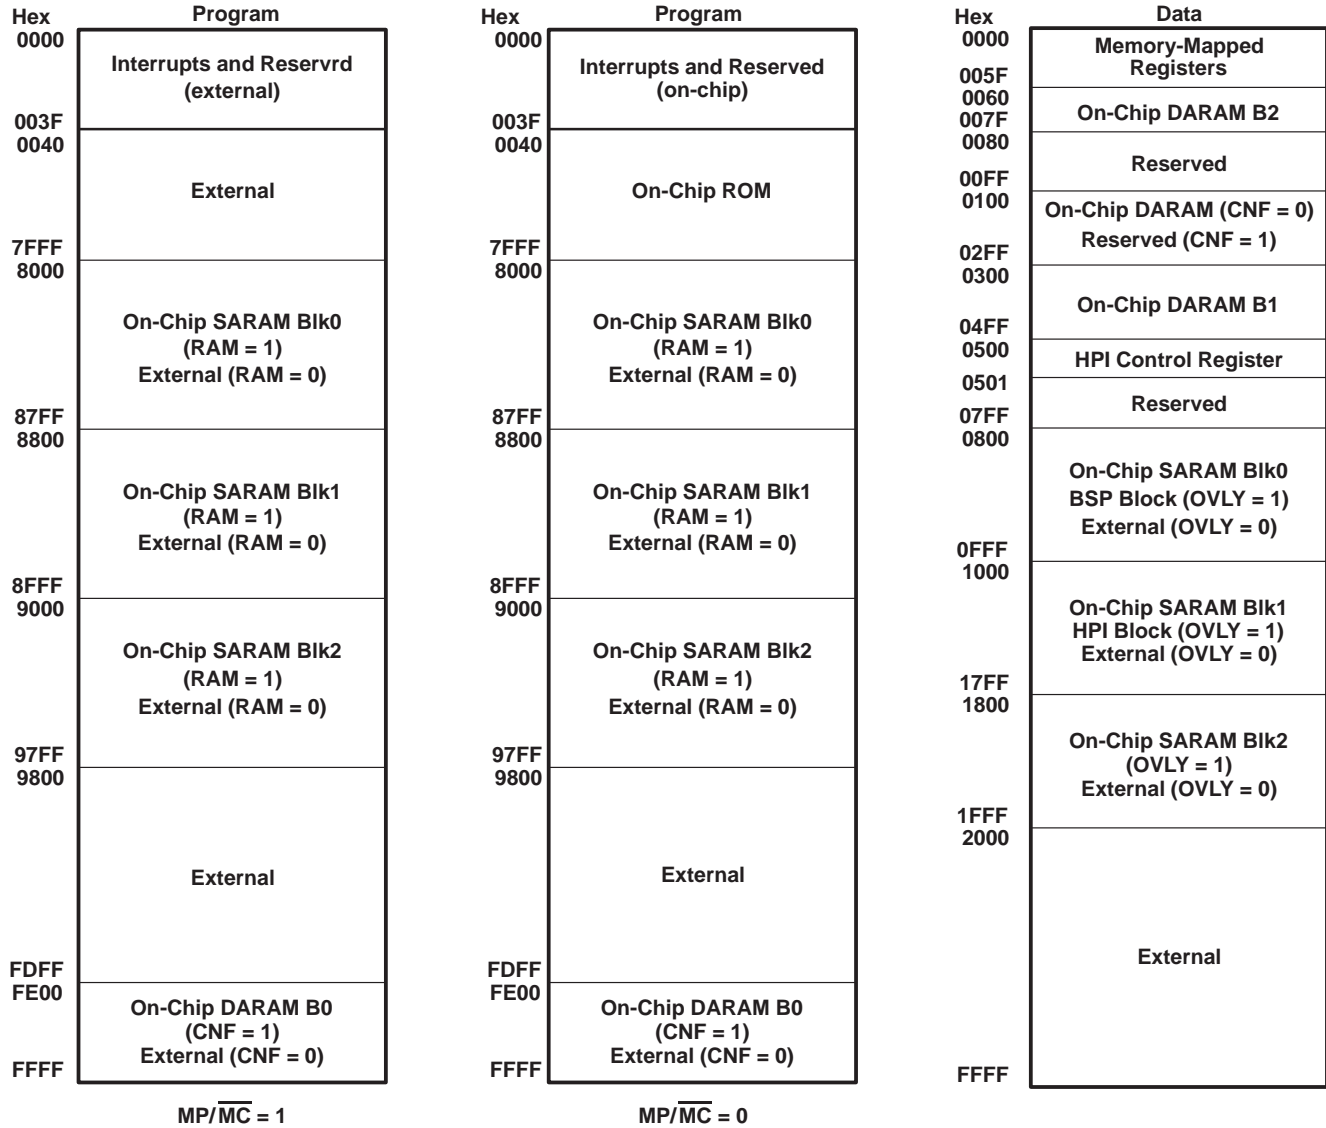 Hex
Program
0000
Interrupts and Reservrd
(external)
003F
0040
External
7FFF
8000
On-Chip SARAM Blk0
(RAM = 1)
External (RAM = 0)
87FF
8800
On-Chip SARAM Blk1
(RAM = 1)
External (RAM = 0)
8FFF
9000
On-Chip SARAM Blk2
(RAM = 1)
External (RAM = 0)
97FF
9800
External
FDFF
FE00
On-Chip DARAM B0
(CNF = 1)
External (CNF = 0)
FFFF
MP/M̅C̅ = 1
Hex
Program
0000
Interrupts and Reserved
(on-chip)
003F
0040
On-Chip ROM
7FFF
8000
On-Chip SARAM Blk0
(RAM = 1)
External (RAM = 0)
87FF
8800
On-Chip SARAM Blk1
(RAM = 1)
External (RAM = 0)
8FFF
9000
On-Chip SARAM Blk2
(RAM = 1)
External (RAM = 0)
97FF
9800
External
FDFF
FE00
On-Chip DARAM B0
(CNF = 1)
External (CNF = 0)
FFFF
MP/M̅C̅ = 0
Hex
Data
0000
Memory-Mapped
Registers
005F
0060
On-Chip DARAM B2
007F
0080
Reserved
00FF
0100
On-Chip DARAM (CNF = 0)
Reserved (CNF = 1)
02FF
0300
On-Chip DARAM B1
04FF
0500
HPI Control Register
0501
Reserved
07FF
0800
On-Chip SARAM Blk0
BSP Block (OVLY = 1)
External (OVLY = 0)
0FFF
1000
On-Chip SARAM Blk1
HPI Block (OVLY = 1)
External (OVLY = 0)
17FF
1800
On-Chip SARAM Blk2
(OVLY = 1)
External (OVLY = 0)
1FFF
2000
External
FFFF